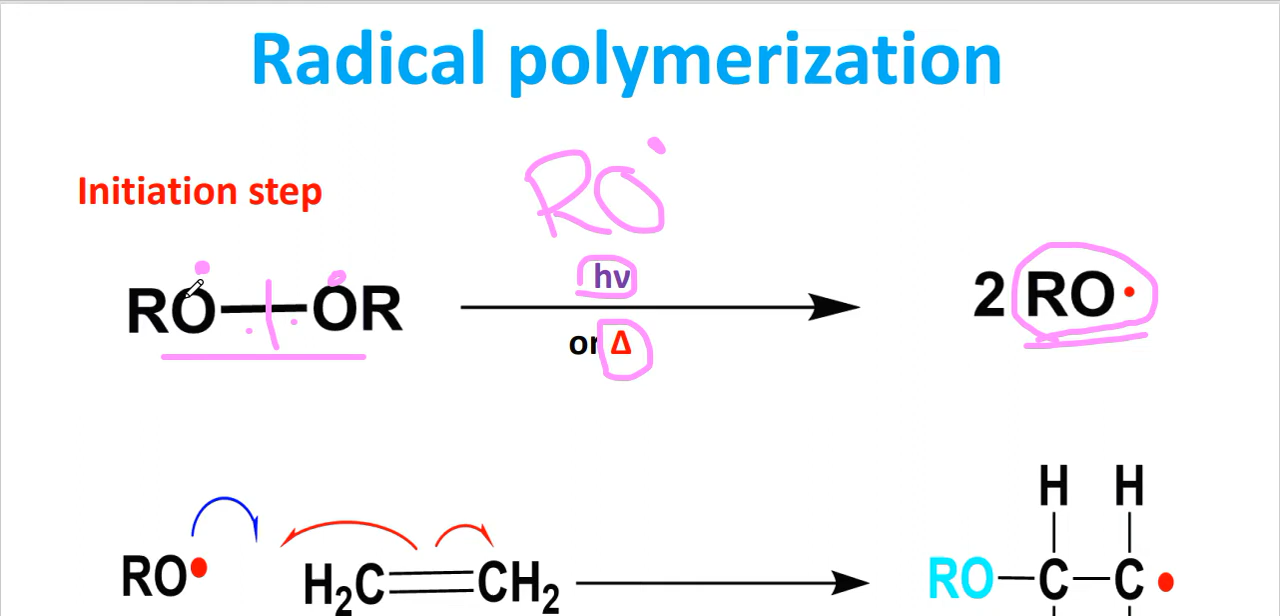 Radical polymerization
Initiation step
RO•
hν
RO—OR
2 RO•
or Δ
H H
RO• H₂C=CH₂ RO—C—C•